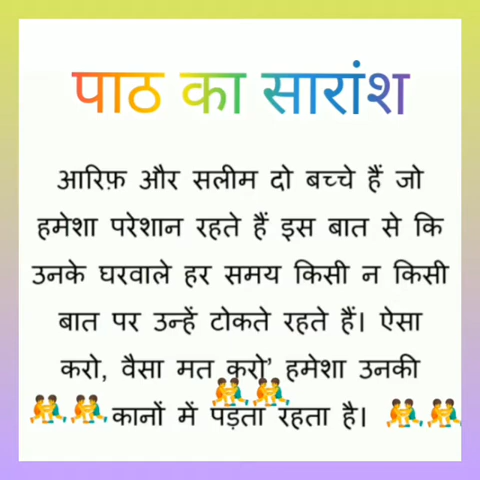 पाठ का सारांश
आरिफ़ और सलीम दो बच्चे हैं जो
हमेशा परेशान रहते हैं इस बात से कि
उनके घरवाले हर समय किसी न किसी
बात पर उन्हें टोकते रहते हैं। ऐसा
करो, वैसा मत करो’ हमेशा उनकी
कानों में पड़ता रहता है।